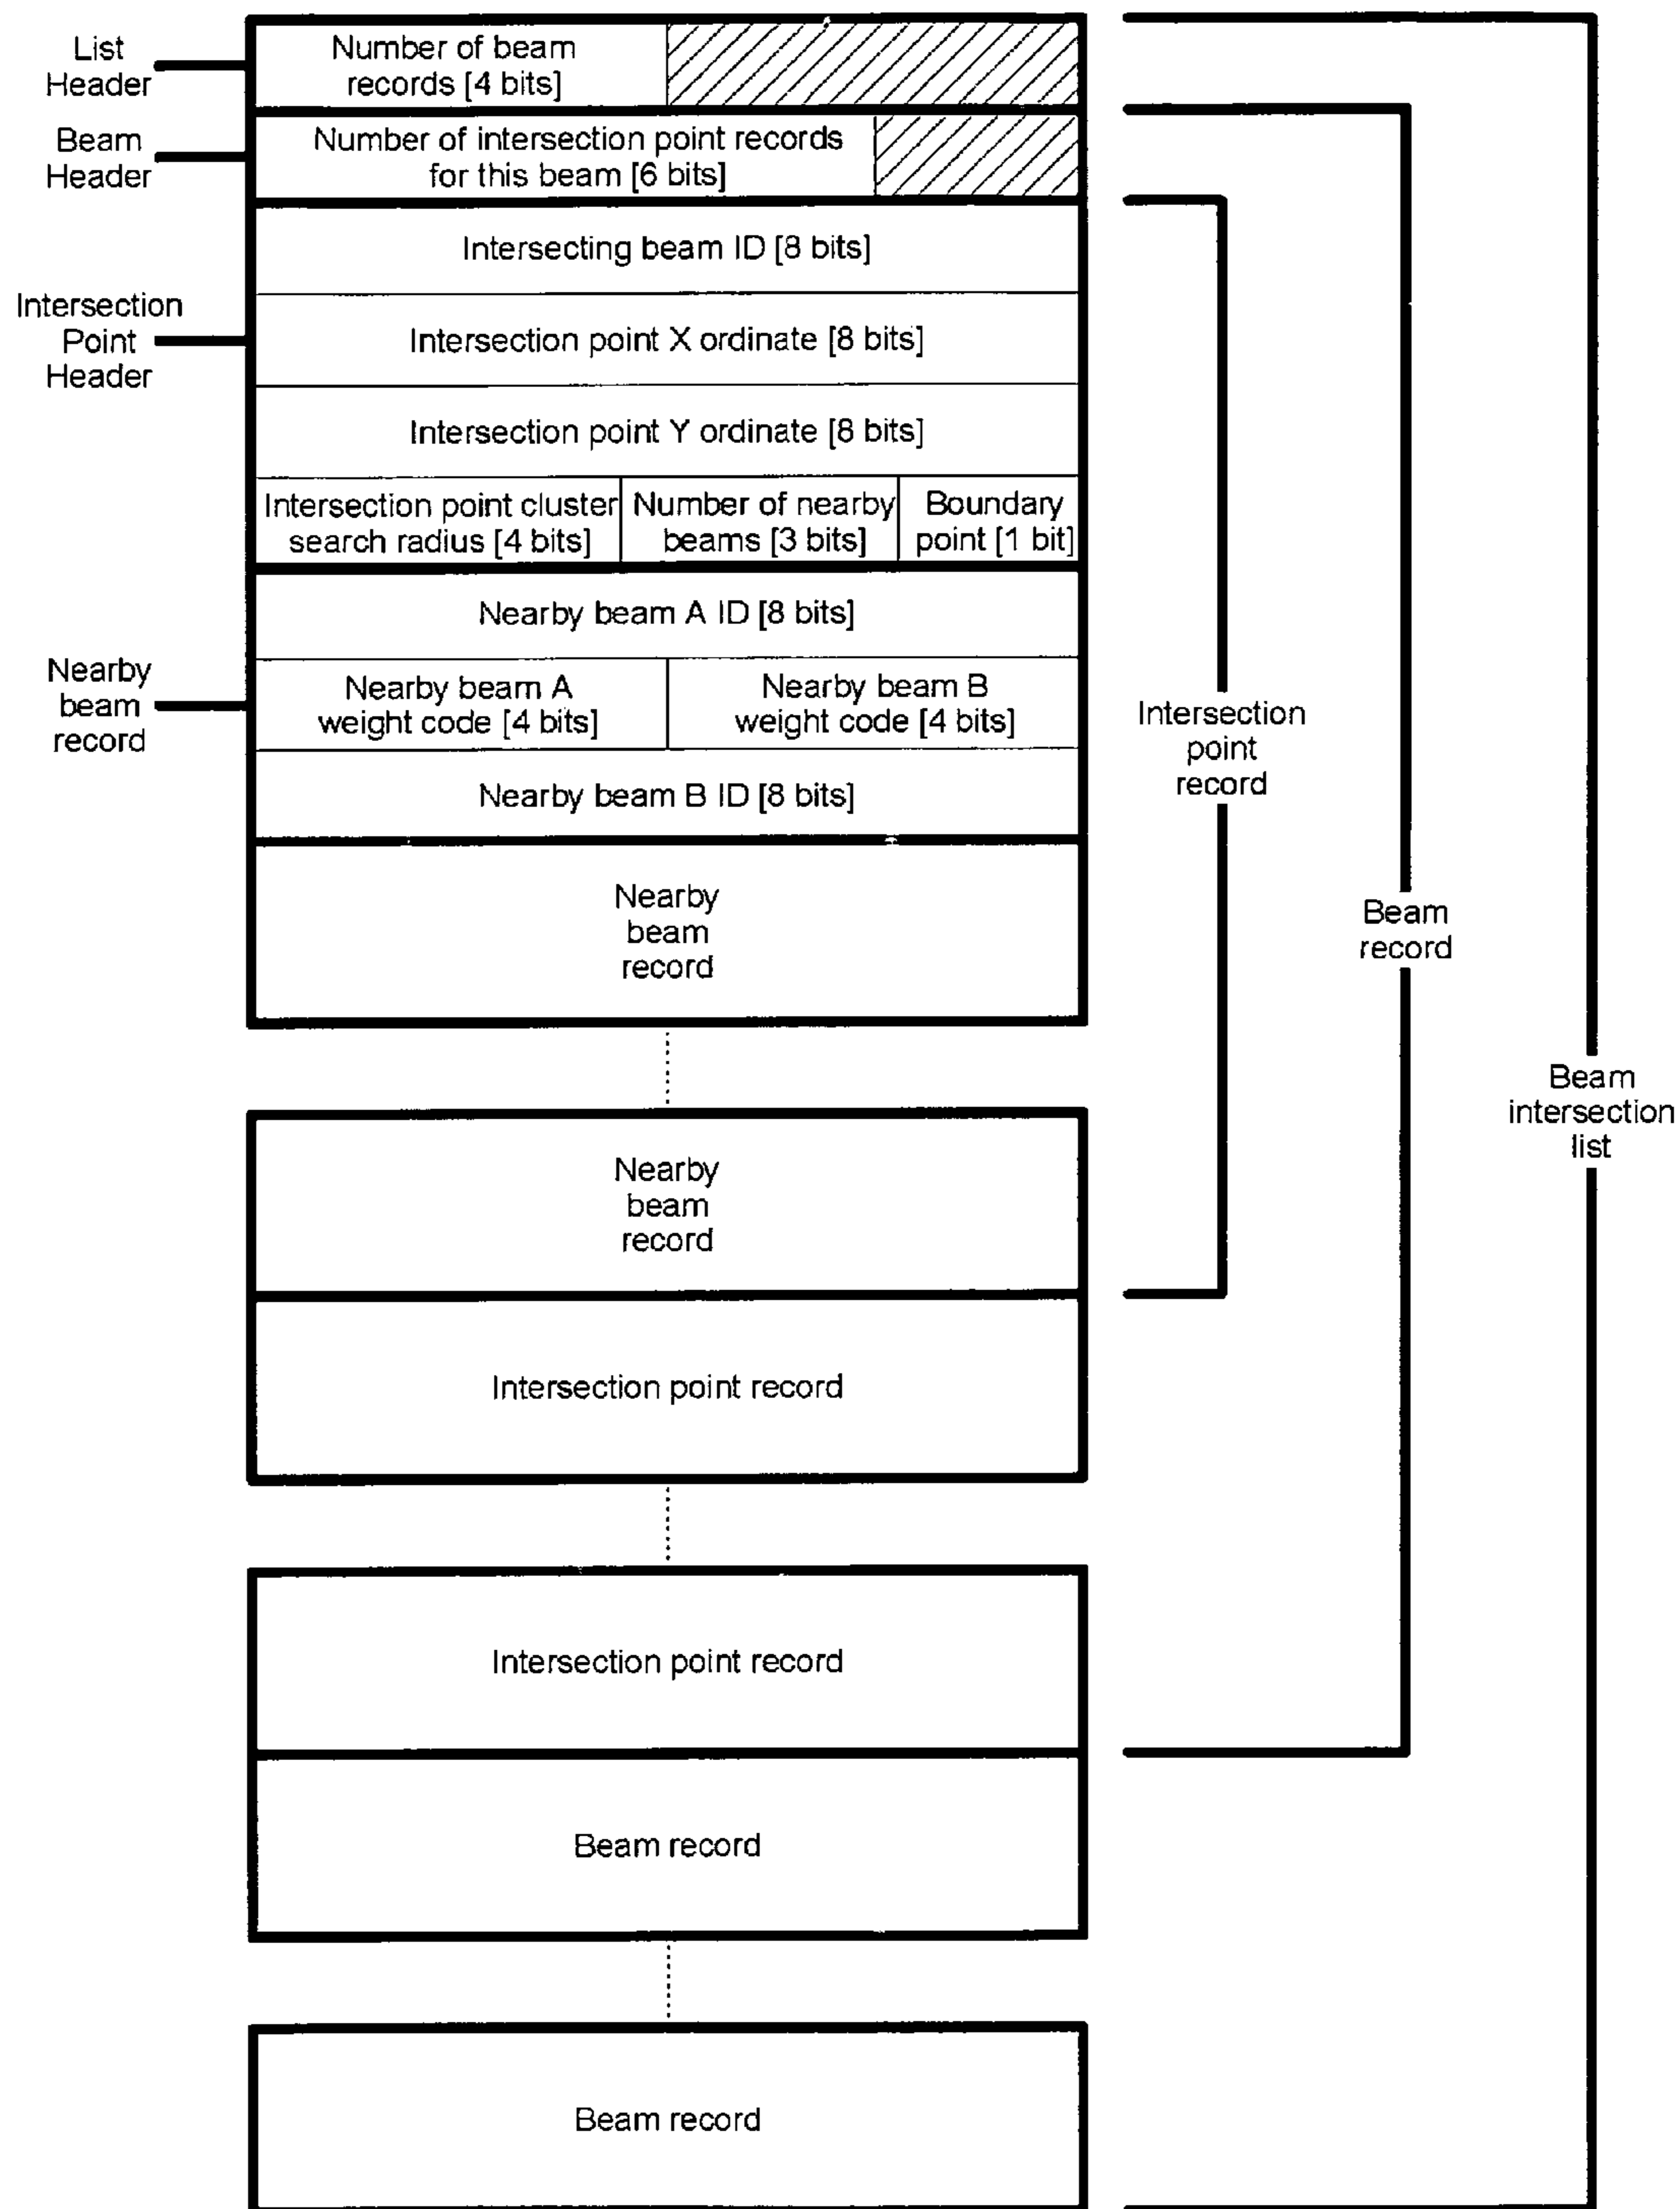 List
Header
Number of beam
records [4 bits]
Beam
Header
Number of intersection point records
for this beam [6 bits]
Intersecting beam ID [8 bits]
Intersection
Point
Header
Intersection point X ordinate [8 bits]
Intersection point Y ordinate [8 bits]
Intersection point cluster
search radius [4 bits]
Number of nearby
beams [3 bits]
Boundary
point [1 bit]
Nearby beam A ID [8 bits]
Nearby
beam
record
Nearby beam A
weight code [4 bits]
Nearby beam B
weight code [4 bits]
Nearby beam B ID [8 bits]
Intersection
point
record
Nearby
beam
record
Beam
record
Beam
intersection
list
Nearby
beam
record
Intersection point record
Intersection point record
Beam record
Beam record